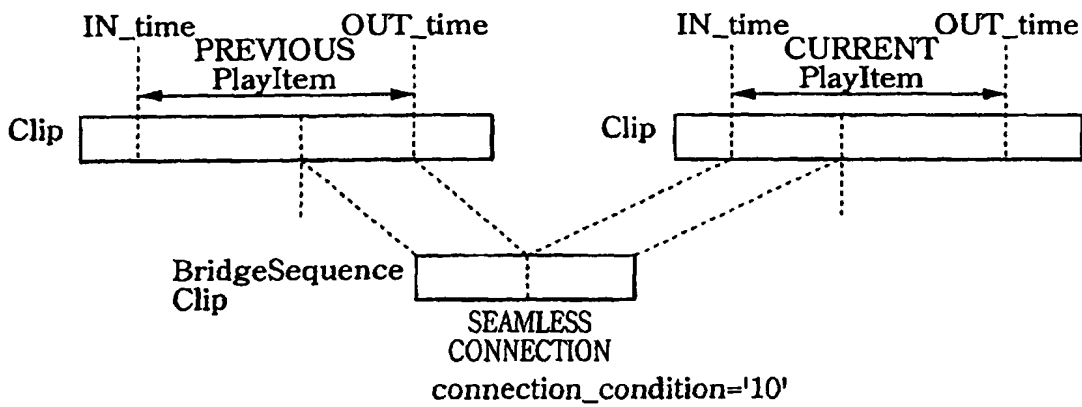 IN_time
OUT_time
PREVIOUS
PlayItem
Clip
IN_time
OUT_time
CURRENT
PlayItem
Clip
BridgeSequence
Clip
SEAMLESS
CONNECTION
connection_condition='10'